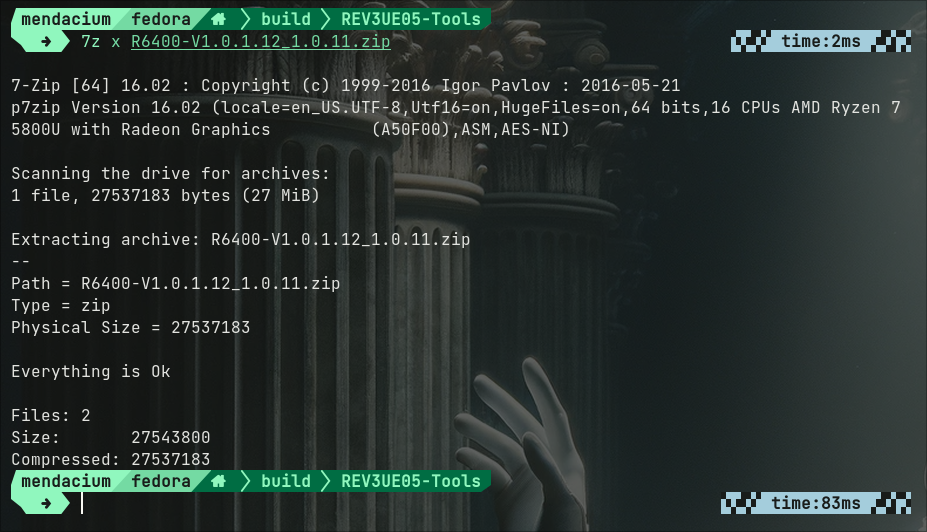 mendacium fedora build REV3UE05-Tools
7z x R6400-V1.0.1.12_1.0.11.zip time:2ms
7-Zip [64] 16.02 : Copyright (c) 1999-2016 Igor Pavlov : 2016-05-21
p7zip Version 16.02 (locale=en_US.UTF-8,Utf16=on,HugeFiles=on,64 bits,16 CPUs AMD Ryzen 7
5800U with Radeon Graphics          (A50F00),ASM,AES-NI)
Scanning the drive for archives:
1 file, 27537183 bytes (27 MiB)
Extracting archive: R6400-V1.0.1.12_1.0.11.zip
--
Path = R6400-V1.0.1.12_1.0.11.zip
Type = zip
Physical Size = 27537183
Everything is Ok
Files: 2
Size:       27543800
Compressed: 27537183
mendacium fedora build REV3UE05-Tools
time:83ms